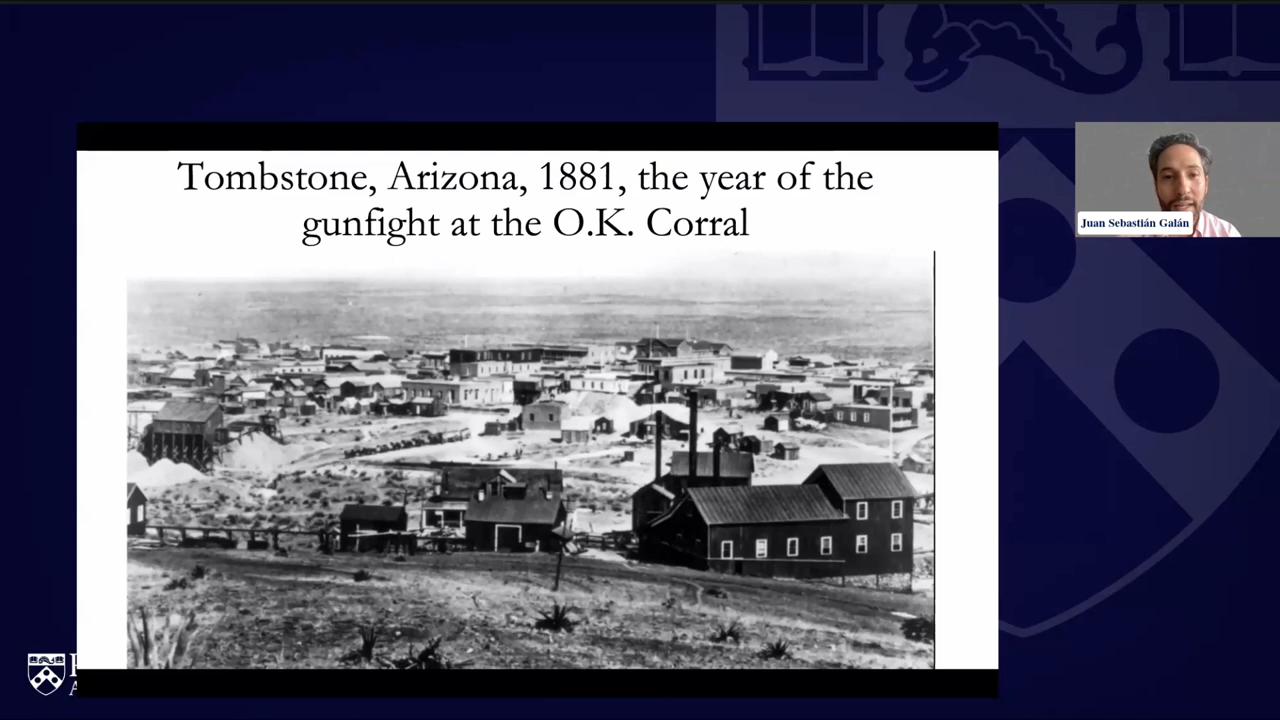 Tombstone, Arizona, 1881, the year of the
gunfight at the O.K. Corral
Juan Sebastián Galán